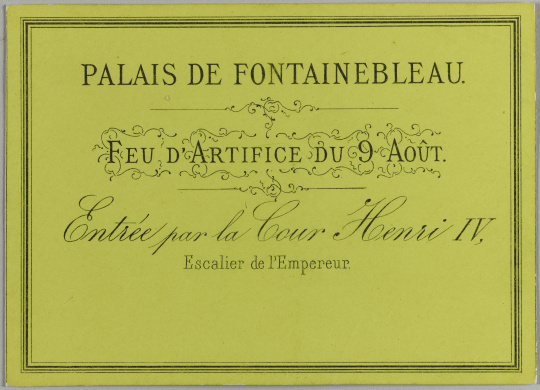 PALAIS DE FONTAINEBLEAU.
FEU D'ARTIFICE DU 9 AOÛT.
Entrée par la Cour Henri IV,
Escalier de l'Empereur.